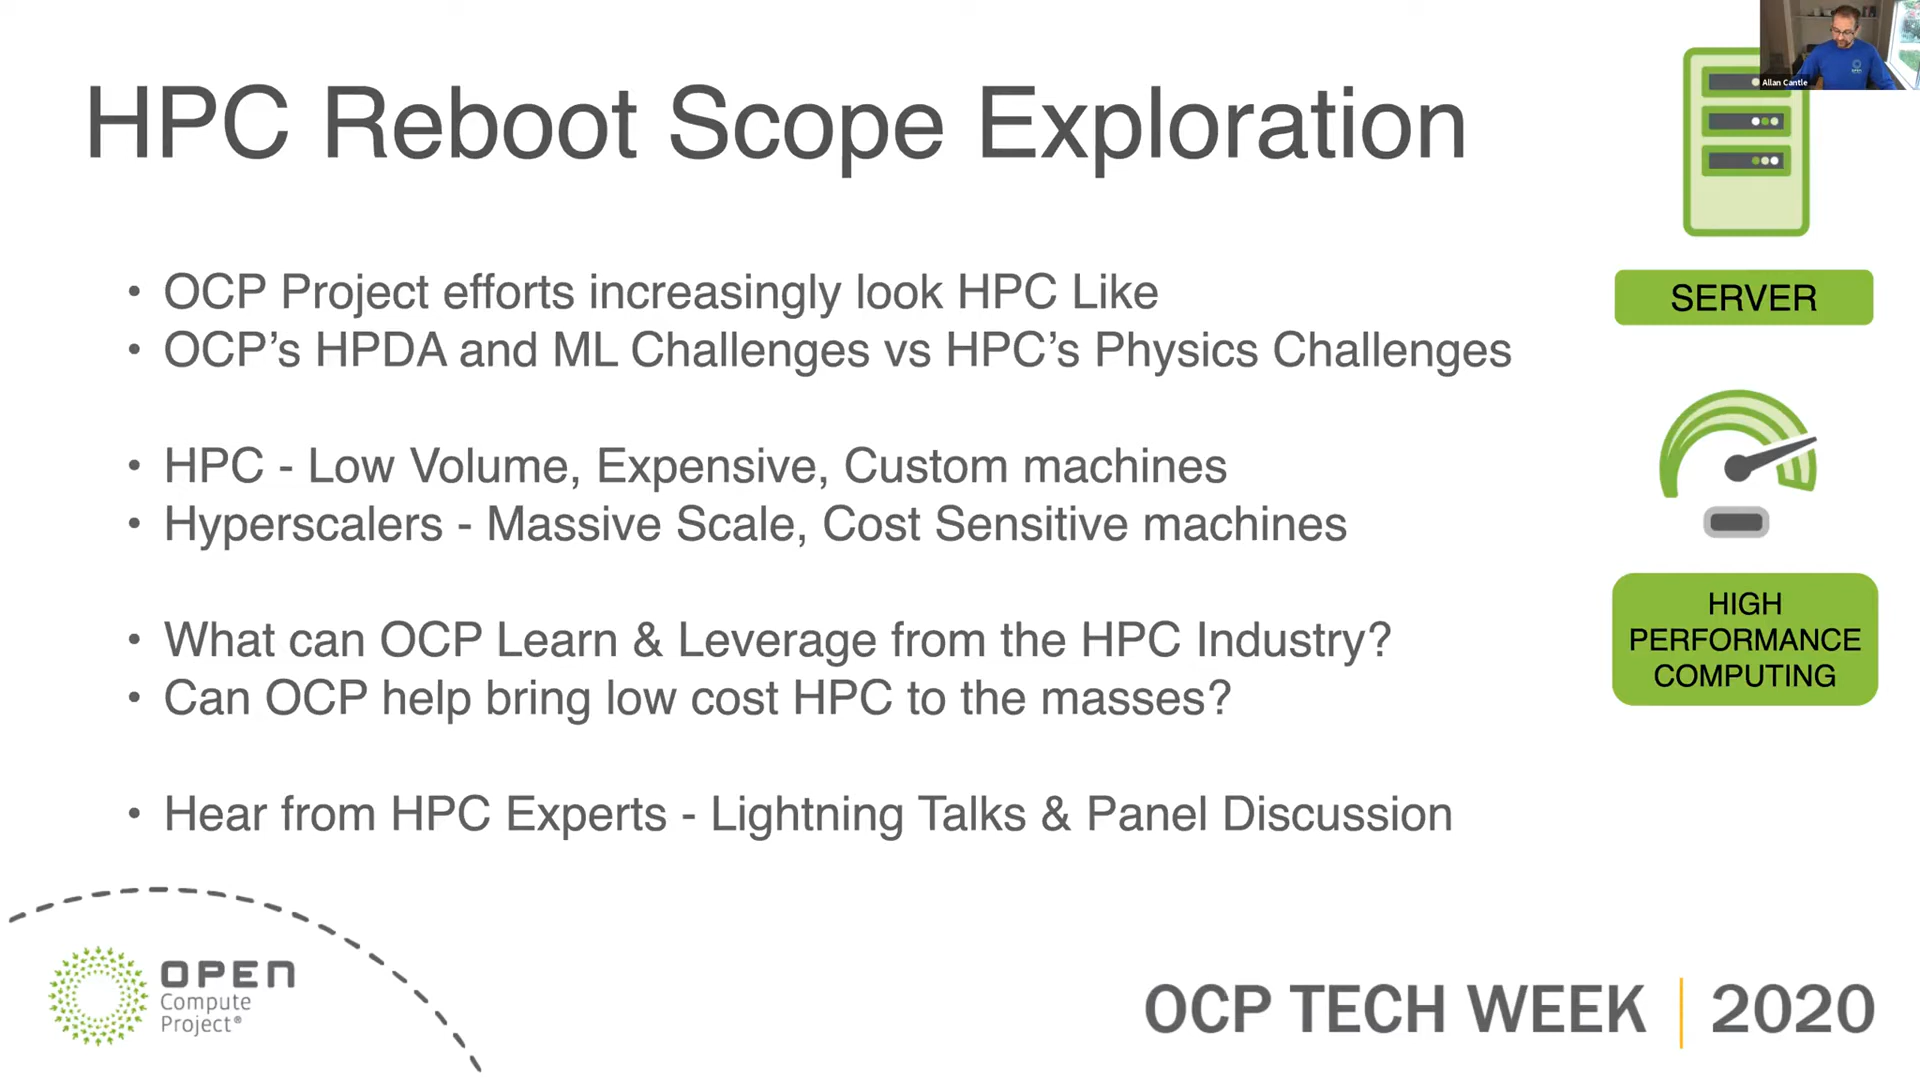 Allan Cantle
HPC Reboot Scope Exploration
• OCP Project efforts increasingly look HPC Like
• OCP’s HPDA and ML Challenges vs HPC’s Physics Challenges
• HPC - Low Volume, Expensive, Custom machines
• Hyperscalers - Massive Scale, Cost Sensitive machines
• What can OCP Learn & Leverage from the HPC Industry?
• Can OCP help bring low cost HPC to the masses?
• Hear from HPC Experts - Lightning Talks & Panel Discussion
SERVER
HIGH
PERFORMANCE
COMPUTING
OPEN
Compute
Project®
OCP TECH WEEK | 2020